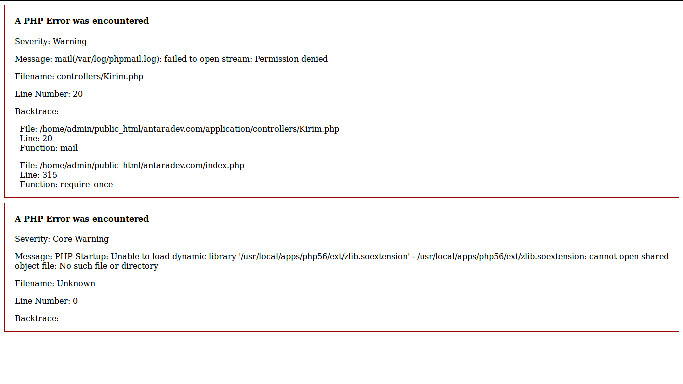 A PHP Error was encountered
Severity: Warning
Message: mail(/var/log/phpmail.log): failed to open stream: Permission denied
Filename: controllers/Kirim.php
Line Number: 20
Backtrace:
File: /home/admin/public_html/antaradev.com/application/controllers/Kirim.php
Line: 20
Function: mail
File: /home/admin/public_html/antaradev.com/index.php
Line: 315
Function: require_once
A PHP Error was encountered
Severity: Core Warning
Message: PHP Startup: Unable to load dynamic library '/usr/local/apps/php56/ext/zlib.soextension' - /usr/local/apps/php56/ext/zlib.soextension: cannot open shared
object file: No such file or directory
Filename: Unknown
Line Number: 0
Backtrace: